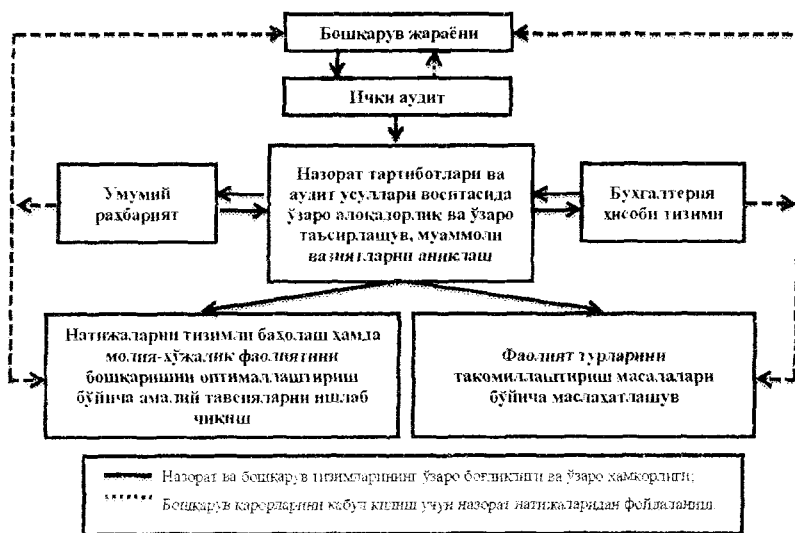 Бошқарув жараёни
Ички аудит
Умумий
раҳбарият
Назорат тартиботлари ва
аудит усуллари воситасида
ўзаро алоқадорлик ва ўзаро
таъсирлашув, муаммоли
вазиятларни аниқлаш
Бухгалтерия
ҳисоби тизими
Натижаларни тизимли баҳолаш ҳамда
молия-хўжалик фаолиятини
бошқаришни оптималлаштириш
бўйича амалий тавсияларни ишлаб
чиқиш
Фаолият турларини
такомиллаштириш масалалари
бўйича маслаҳатлашув
Назорат ва бошқарув тизимларининг ўзаро боғлиқлиги ва ўзаро ҳамкорлиги;
Бошқарув қарорларини қабул қилиш учун назорат натижаларидан фойдаланиш.